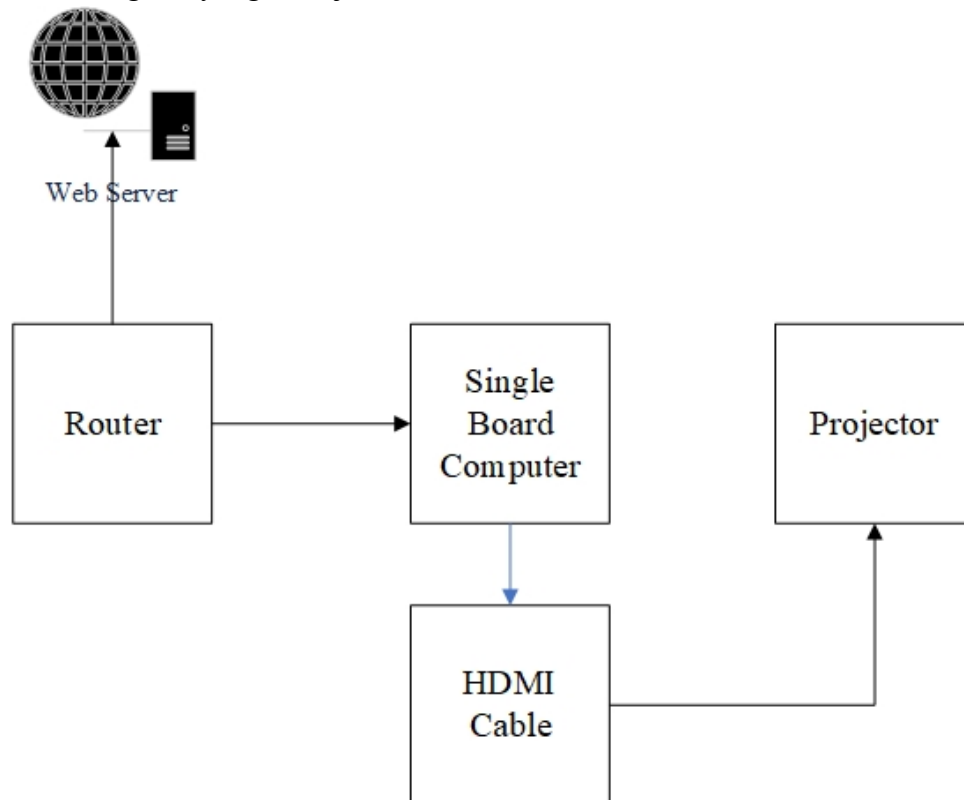 Web Server
Router
Single
Board
Computer
Projector
HDMI
Cable